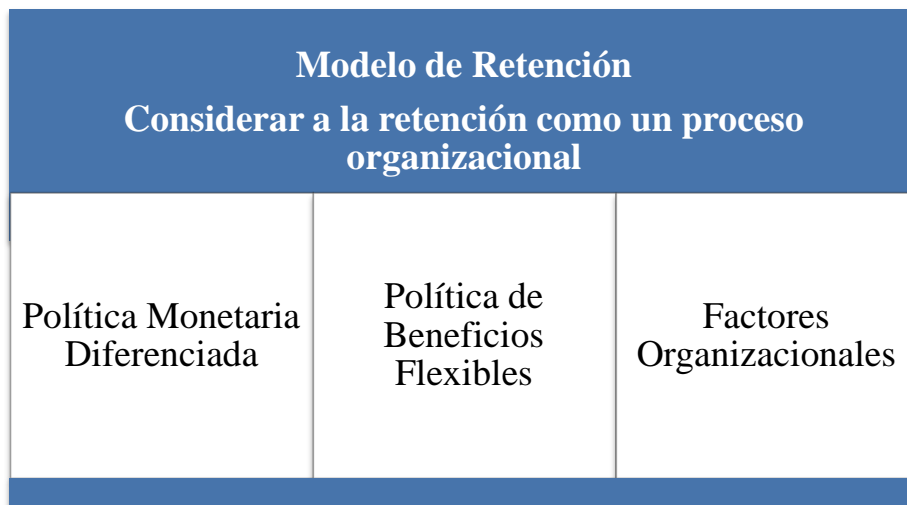 Modelo de Retención
Considerar a la retención como un proceso
organizacional
Política Monetaria
Diferenciada
Política de
Beneficios
Flexibles
Factores
Organizacionales